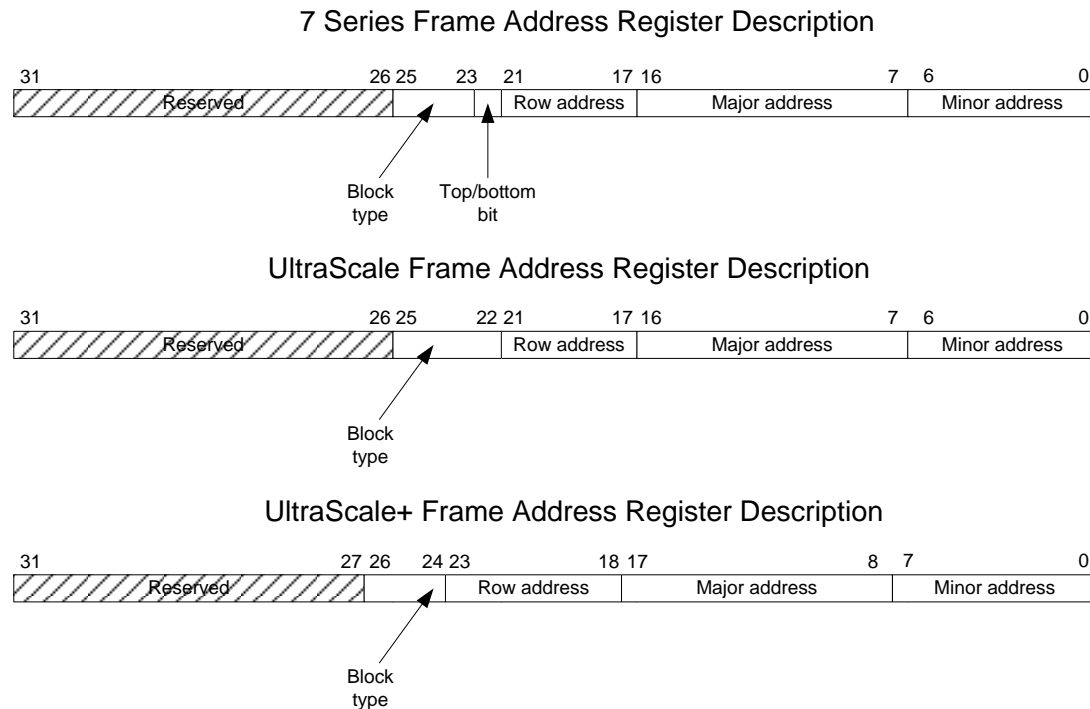 7 Series Frame Address Register Description
31 26 25 23 21 17 16 7 6 0
Reserved Row address Major address Minor address
Block type Top/bottom bit
UltraScale Frame Address Register Description
31 26 25 22 21 17 16 7 6 0
Reserved Row address Major address Minor address
Block type
UltraScale+ Frame Address Register Description
31 27 26 24 23 18 17 8 7 0
Reserved Row address Major address Minor address
Block type